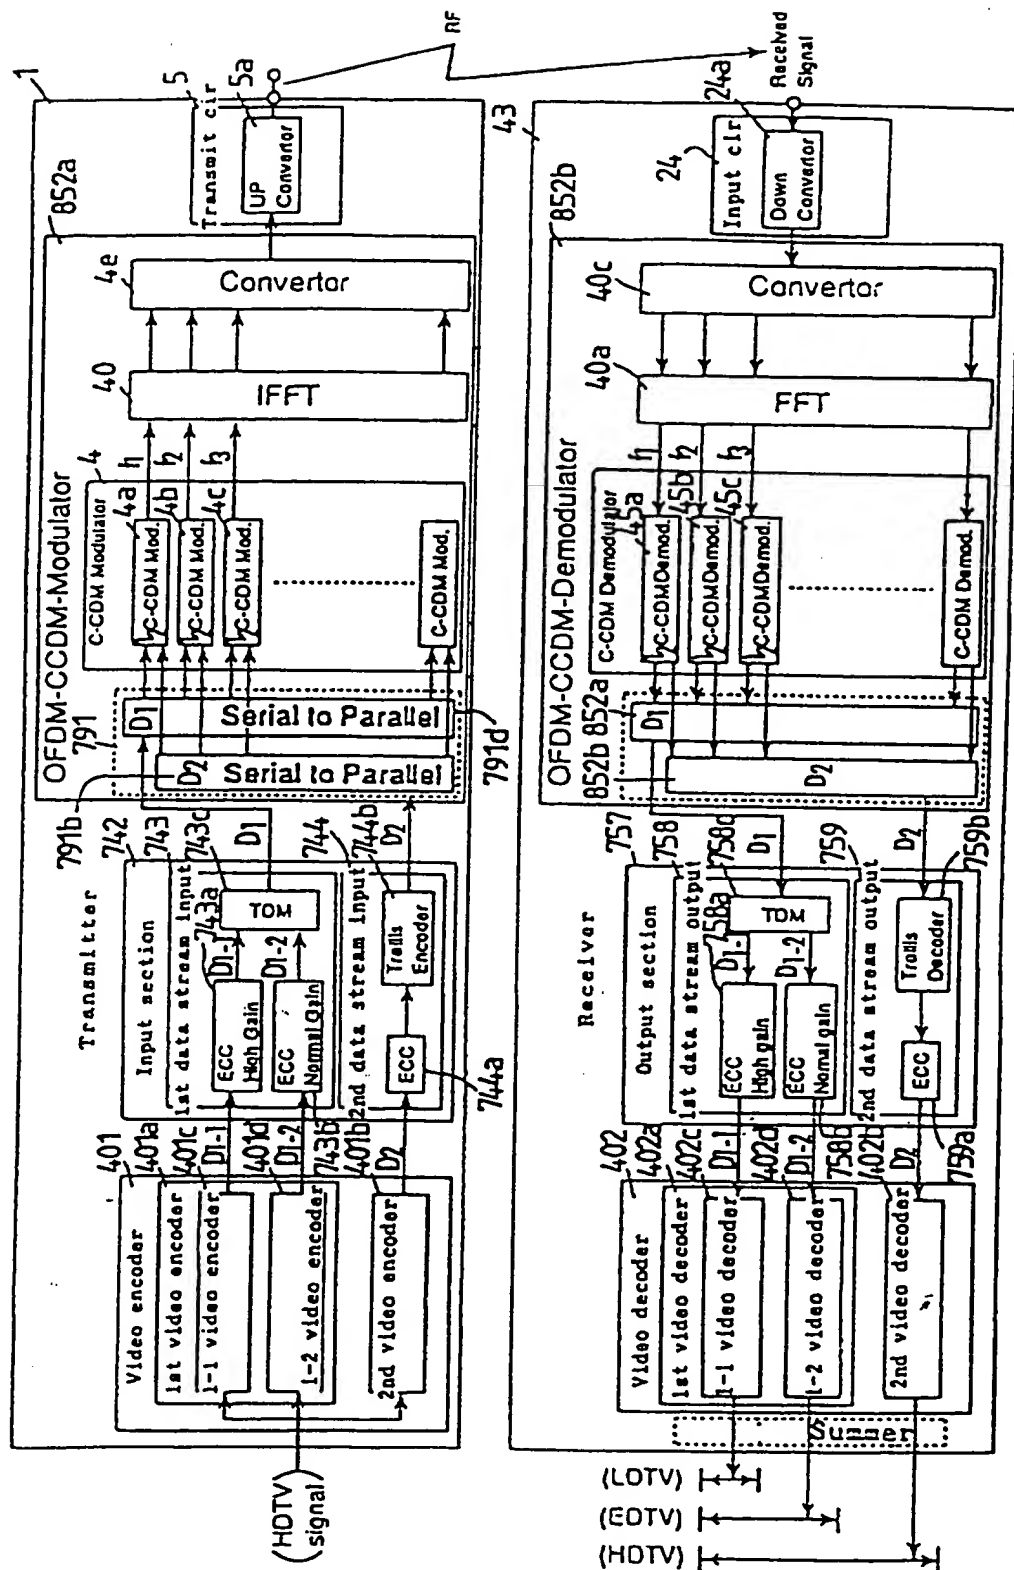 Transmitter
1
Video encoder
401
1st video encoder
401a
1-1 video encoder
401c
1-2 video encoder
401d
2nd video encoder
401b
(HDTV signal)
D1-1
D1-2
D2
Input section
742
1st data stream input
743
ECC High Gain
743a
ECC Normal Gain
743b
D1-1
D1-2
TDM
743c
2nd data stream input
744
ECC
744a
Trellis Encoder
744b
D1
D2
OFDM-CCDM-Modulator
852a
791
791b
D1 Serial to Parallel
D2 Serial to Parallel
791d
C-CDM Modulator
4
C-CDM Mod.
4a
C-CDM Mod.
4b
C-CDM Mod.
4c
C-CDM Mod.
IFFT
40
Convertor
4e
Transmit cir
5
UP Convertor
5a
RF
Receiver
43
Received Signal
Input cir
24
Down Convertor
24a
OFDM-CCDM-Demodulator
852b
Convertor
40c
FFT
40a
C-CDM Demodulator
C-CDM Demod.
45a
C-CDM Demod.
45b
C-CDM Demod.
45c
C-CDM Demod.
852a
D1
852b
D2
D1
D2
Output section
757
1st data stream output
758
TDM
D1-1
D1-2
ECC High gain
758a
ECC Normal gain
758b
2nd data stream output
759
Trellis Decoder
759b
ECC
759a
Video decoder
402
1st video decoder
402a
1-1 video decoder
402c
1-2 video decoder
402d
2nd video decoder
402b
D1-1
D1-2
D2
Summer
(LDTV)
(EDTV)
(HDTV)